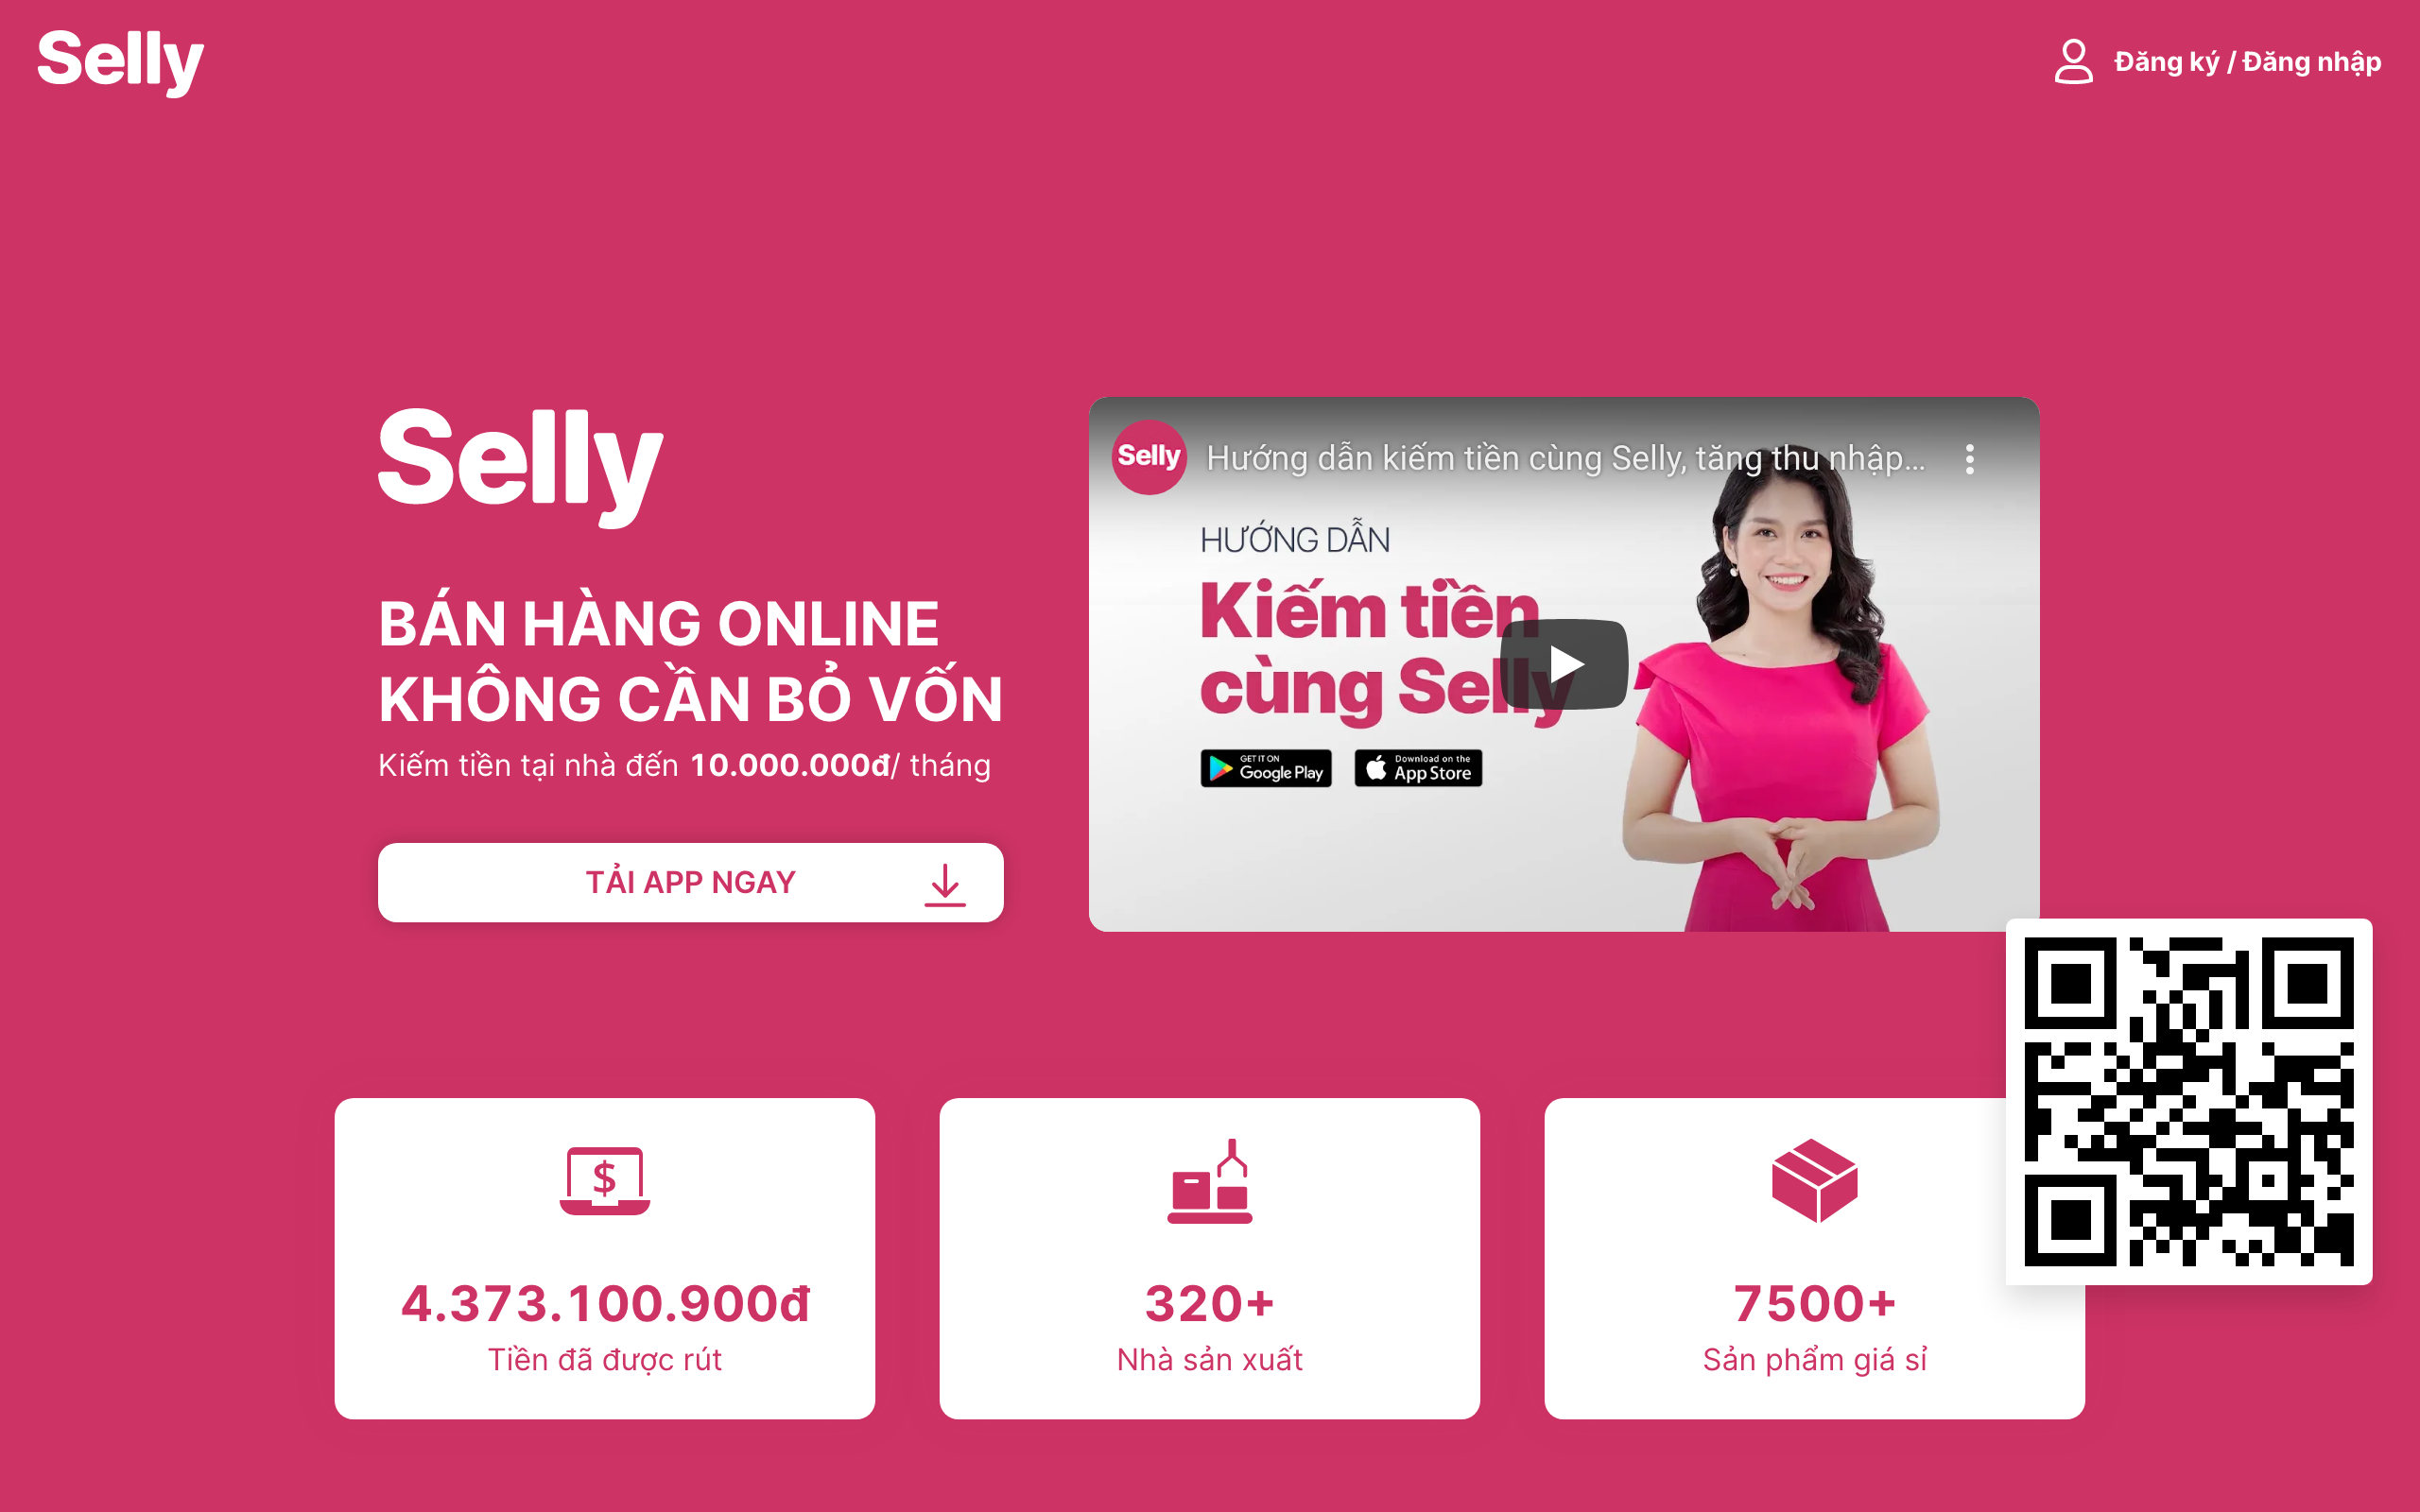 Selly
Đăng ký / Đăng nhập
Selly
BÁN HÀNG ONLINE
KHÔNG CẦN BỎ VỐN
Kiếm tiền tại nhà đến 10.000.000đ/ tháng
TẢI APP NGAY
Selly
Hướng dẫn kiếm tiền cùng Selly, tăng thu nhập...
HƯỚNG DẪN
Kiếm tiền
cùng Selly
GET IT ON
Google Play
Download on the
App Store
$
4.373.100.900đ
Tiền đã được rút
320+
Nhà sản xuất
7500+
Sản phẩm giá sỉ